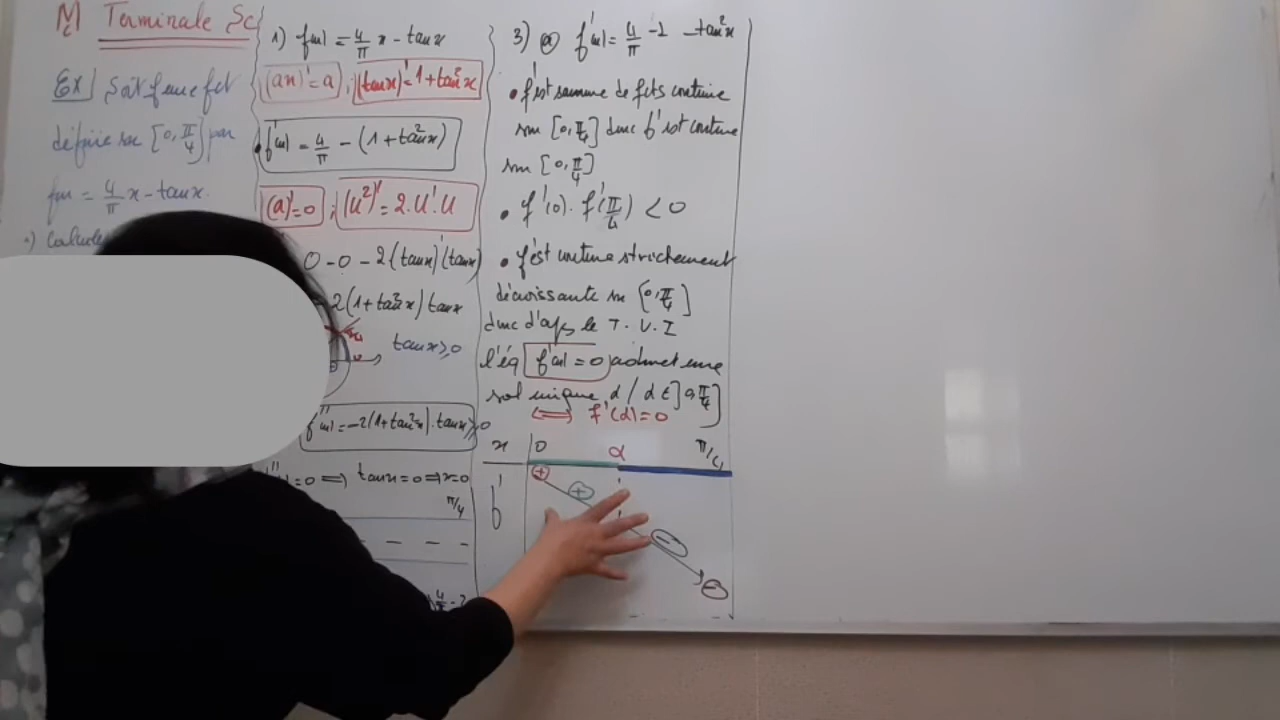 Terminale Sc
Ex Soit f une fct
définie sur [0, π/4] par
f(x) = 4/π x - tan x.
1) f(x) = 4/π x - tan x
(ax)' = a ; (tan x)' = 1 + tan²x
f'(x) = 4/π - (1 + tan²x)
(a)' = 0 ; (U²)' = 2.U'.U
0 - 0 - 2(tan x)'(tan x)
2(1 + tan²x) tan x
tan x ≥ 0
f''(x) = -2(1 + tan²x).tan x
= 0 ⟺ tan x = 0 ⟹ x = 0
π/4
- - - -
3) a) f'(x) = 4/π - 1 - tan²x
• f' est somme de fcts continue
sur [0, π/4] donc f' est continue
sur [0, π/4]
• f'(0). f'(π/4) < 0
• f' est continue strichement
décroissante sur [0, π/4]
donc d'après le T.V.I
l'éq f'(x) = 0 admet une
sol unique α / α ∈ ]0, π/4[
⟺ f'(α) = 0
x 0 α π/4
f' + + - -